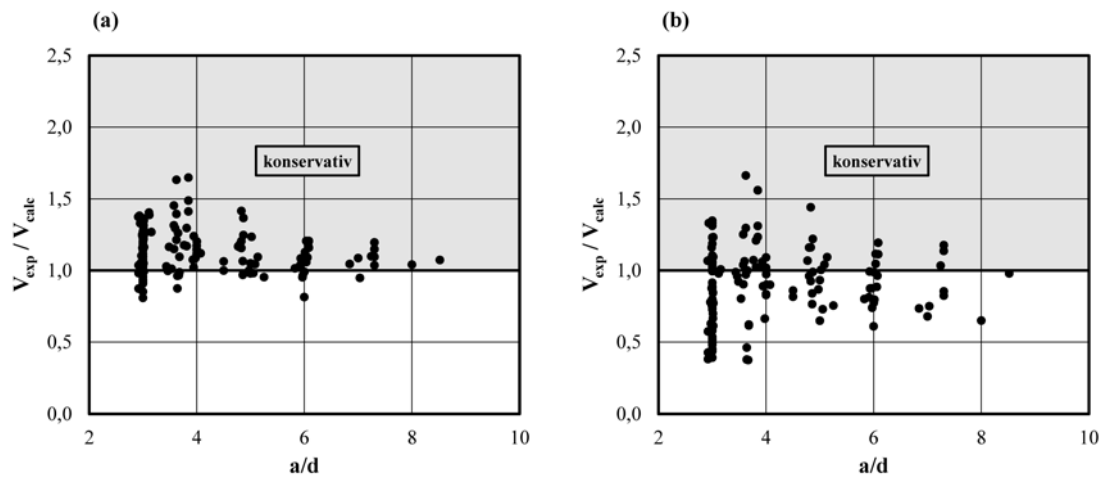 (a)
2,5
2,0
1,5
1,0
0,5
0,0
V_exp / V_calc
konservativ
2 4 6 8 10
a/d
(b)
2,5
2,0
1,5
1,0
0,5
0,0
V_exp / V_calc
konservativ
2 4 6 8 10
a/d